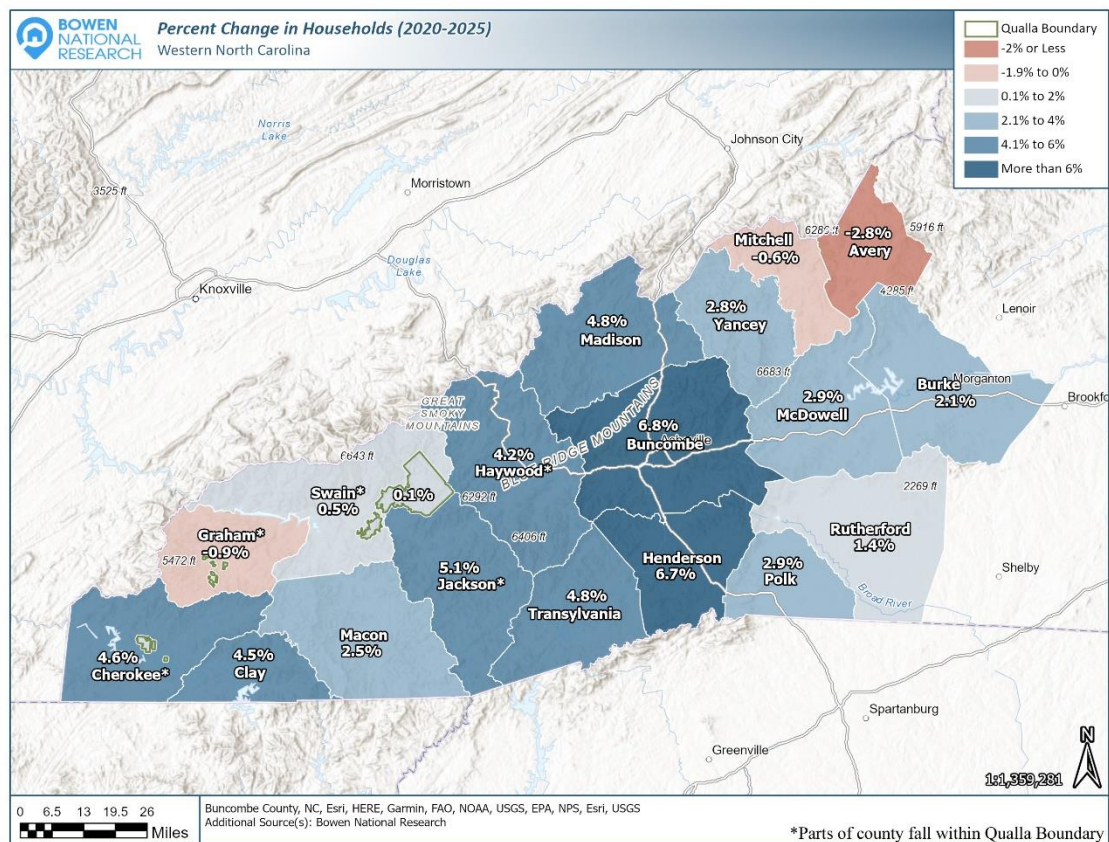 BOWEN
NATIONAL
RESEARCH
Percent Change in Households (2020-2025)
Western North Carolina
Qualla Boundary
-2% or Less
-1.9% to 0%
0.1% to 2%
2.1% to 4%
4.1% to 6%
More than 6%
Norris
Lake
Johnson City
3525 ft
Morristown
Mitchell
-0.6%
-2.8%
Avery
5916 ft
Douglas
Lake
Knoxville
4285 ft
Lenoir
4.8%
Madison
2.8%
Yancey
6683 ft
Burke
Morganton
2.1%
2.9%
McDowell
GREAT
SMOKY
MOUNTAINS
BLUE RIDGE MOUNTAINS
6.8%
Buncombe
4.2%
Haywood*
6643 ft
Swain*
0.5%
0.1%
6292 ft
2269 ft
Rutherford
1.4%
Graham*
-0.9%
5472 ft
6406 ft
Henderson
6.7%
2.9%
Polk
Shelby
5.1%
Jackson*
4.8%
Transylvania
Broad River
Macon
2.5%
4.6%
Cherokee*
4.5%
Clay
Spartanburg
Greenville
N
1:1,359,281
0 6.5 13 19.5 26
Miles
Buncombe County, NC, Esri, HERE, Garmin, FAO, NOAA, USGS, EPA, NPS, Esri, USGS
Additional Source(s): Bowen National Research
*Parts of county fall within Qualla Boundary